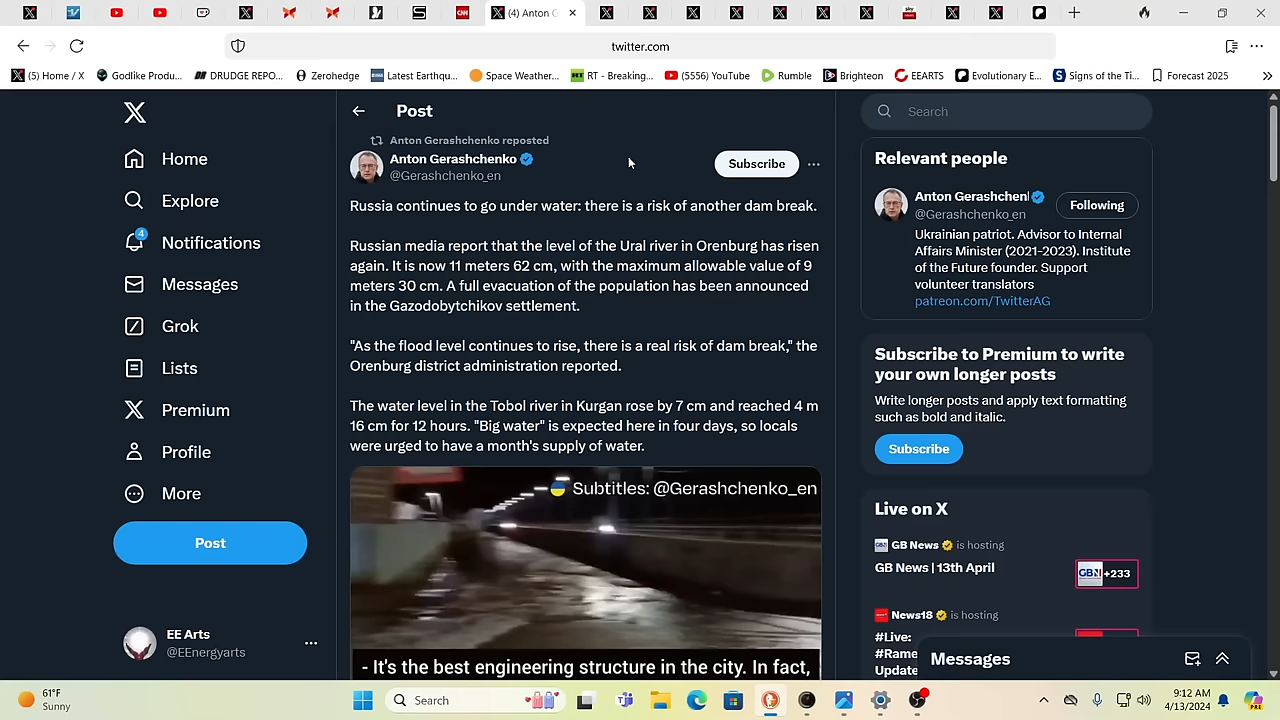 (4) Anton G
CNN
sky
twitter.com
(5) Home / X
Godlike Produ...
DRUDGE REPO...
Zerohedge
Latest Earthqu...
Space Weather...
RT - Breaking...
(5556) YouTube
Rumble
Brighteon
EEARTS
Evolutionary E...
Signs of the Ti...
Forecast 2025
Home
Explore
4
Notifications
Messages
Grok
Lists
Premium
Profile
More
Post
EE Arts
@EEnergyarts
Post
Anton Gerashchenko reposted
Anton Gerashchenko
@Gerashchenko_en
Subscribe
Russia continues to go under water: there is a risk of another dam break.
Russian media report that the level of the Ural river in Orenburg has risen
again. It is now 11 meters 62 cm, with the maximum allowable value of 9
meters 30 cm. A full evacuation of the population has been announced
in the Gazodobytchikov settlement.
"As the flood level continues to rise, there is a real risk of dam break," the
Orenburg district administration reported.
The water level in the Tobol river in Kurgan rose by 7 cm and reached 4 m
16 cm for 12 hours. "Big water" is expected here in four days, so locals
were urged to have a month's supply of water.
Subtitles: @Gerashchenko_en
- It's the best engineering structure in the city. In fact,
Search
Relevant people
Anton Gerashchenl
@Gerashchenko_en
Following
Ukrainian patriot. Advisor to Internal
Affairs Minister (2021-2023). Institute
of the Future founder. Support
volunteer translators
patreon.com/TwitterAG
Subscribe to Premium to write
your own longer posts
Write longer posts and apply text formatting
such as bold and italic.
Subscribe
Live on X
GB News is hosting
GB News | 13th April
GBN +233
News18 is hosting
#Live:
#Rame
Update
Messages
61°F
Sunny
Search
9:12 AM
4/13/2024
PRE